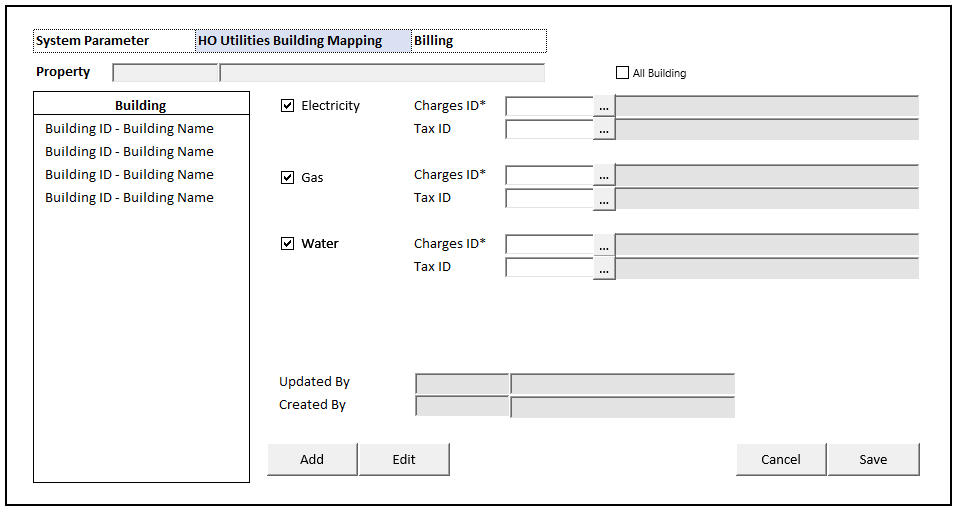 System Parameter HO Utilities Building Mapping Billing
Property All Building
Building
Building ID - Building Name
Building ID - Building Name
Building ID - Building Name
Building ID - Building Name
Electricity Charges ID* ...
Tax ID ...
Gas Charges ID* ...
Tax ID ...
Water Charges ID* ...
Tax ID ...
Updated By
Created By
Add Edit Cancel Save